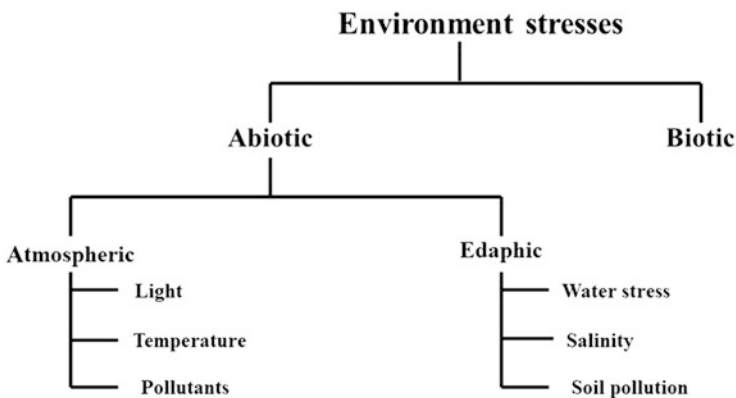 Environment stresses
Abiotic
Biotic
Atmospheric
Light
Temperature
Pollutants
Edaphic
Water stress
Salinity
Soil pollution